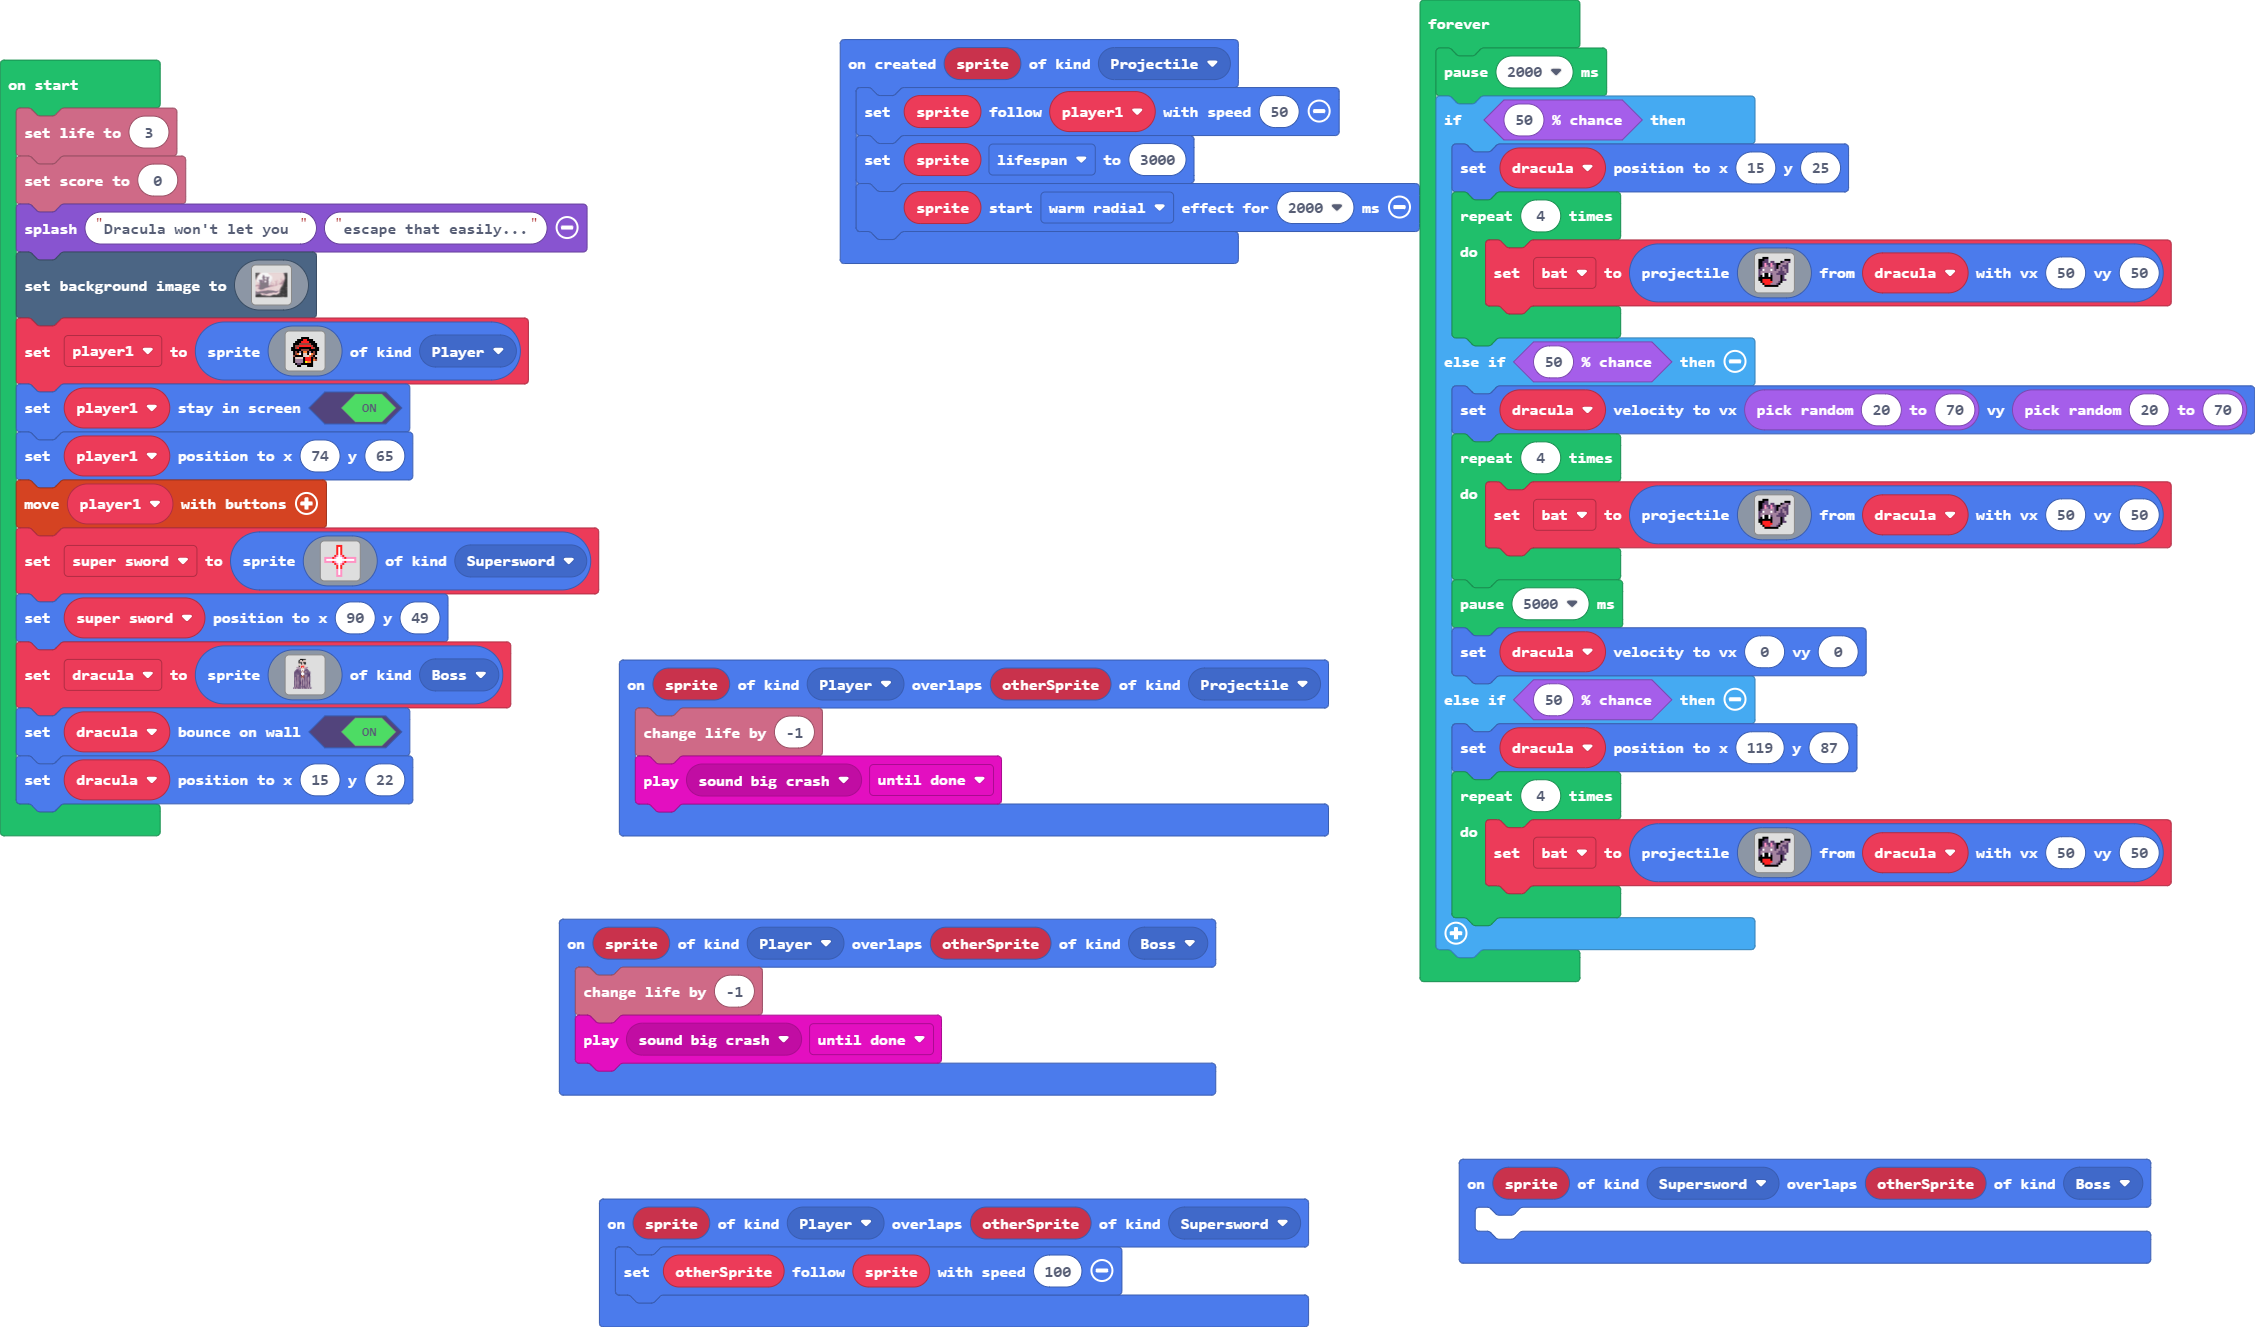 on start
set life to 3
set score to 0
splash "Dracula won't let you " "escape that easily..."
set background image to
set player1 to sprite of kind Player
set player1 stay in screen ON
set player1 position to x 74 y 65
move player1 with buttons
set super sword to sprite of kind Supersword
set super sword position to x 90 y 49
set dracula to sprite of kind Boss
set dracula bounce on wall ON
set dracula position to x 15 y 22
on created sprite of kind Projectile
set sprite follow player1 with speed 50
set sprite lifespan to 3000
sprite start warm radial effect for 2000 ms
on sprite of kind Player overlaps otherSprite of kind Projectile
change life by -1
play sound big crash until done
on sprite of kind Player overlaps otherSprite of kind Boss
change life by -1
play sound big crash until done
on sprite of kind Player overlaps otherSprite of kind Supersword
set otherSprite follow sprite with speed 100
forever
pause 2000 ms
if 50 % chance then
set dracula position to x 15 y 25
repeat 4 times
do
set bat to projectile from dracula with vx 50 vy 50
else if 50 % chance then
set dracula velocity to vx pick random 20 to 70 vy pick random 20 to 70
repeat 4 times
do
set bat to projectile from dracula with vx 50 vy 50
pause 5000 ms
set dracula velocity to vx 0 vy 0
else if 50 % chance then
set dracula position to x 119 y 87
repeat 4 times
do
set bat to projectile from dracula with vx 50 vy 50
on sprite of kind Supersword overlaps otherSprite of kind Boss